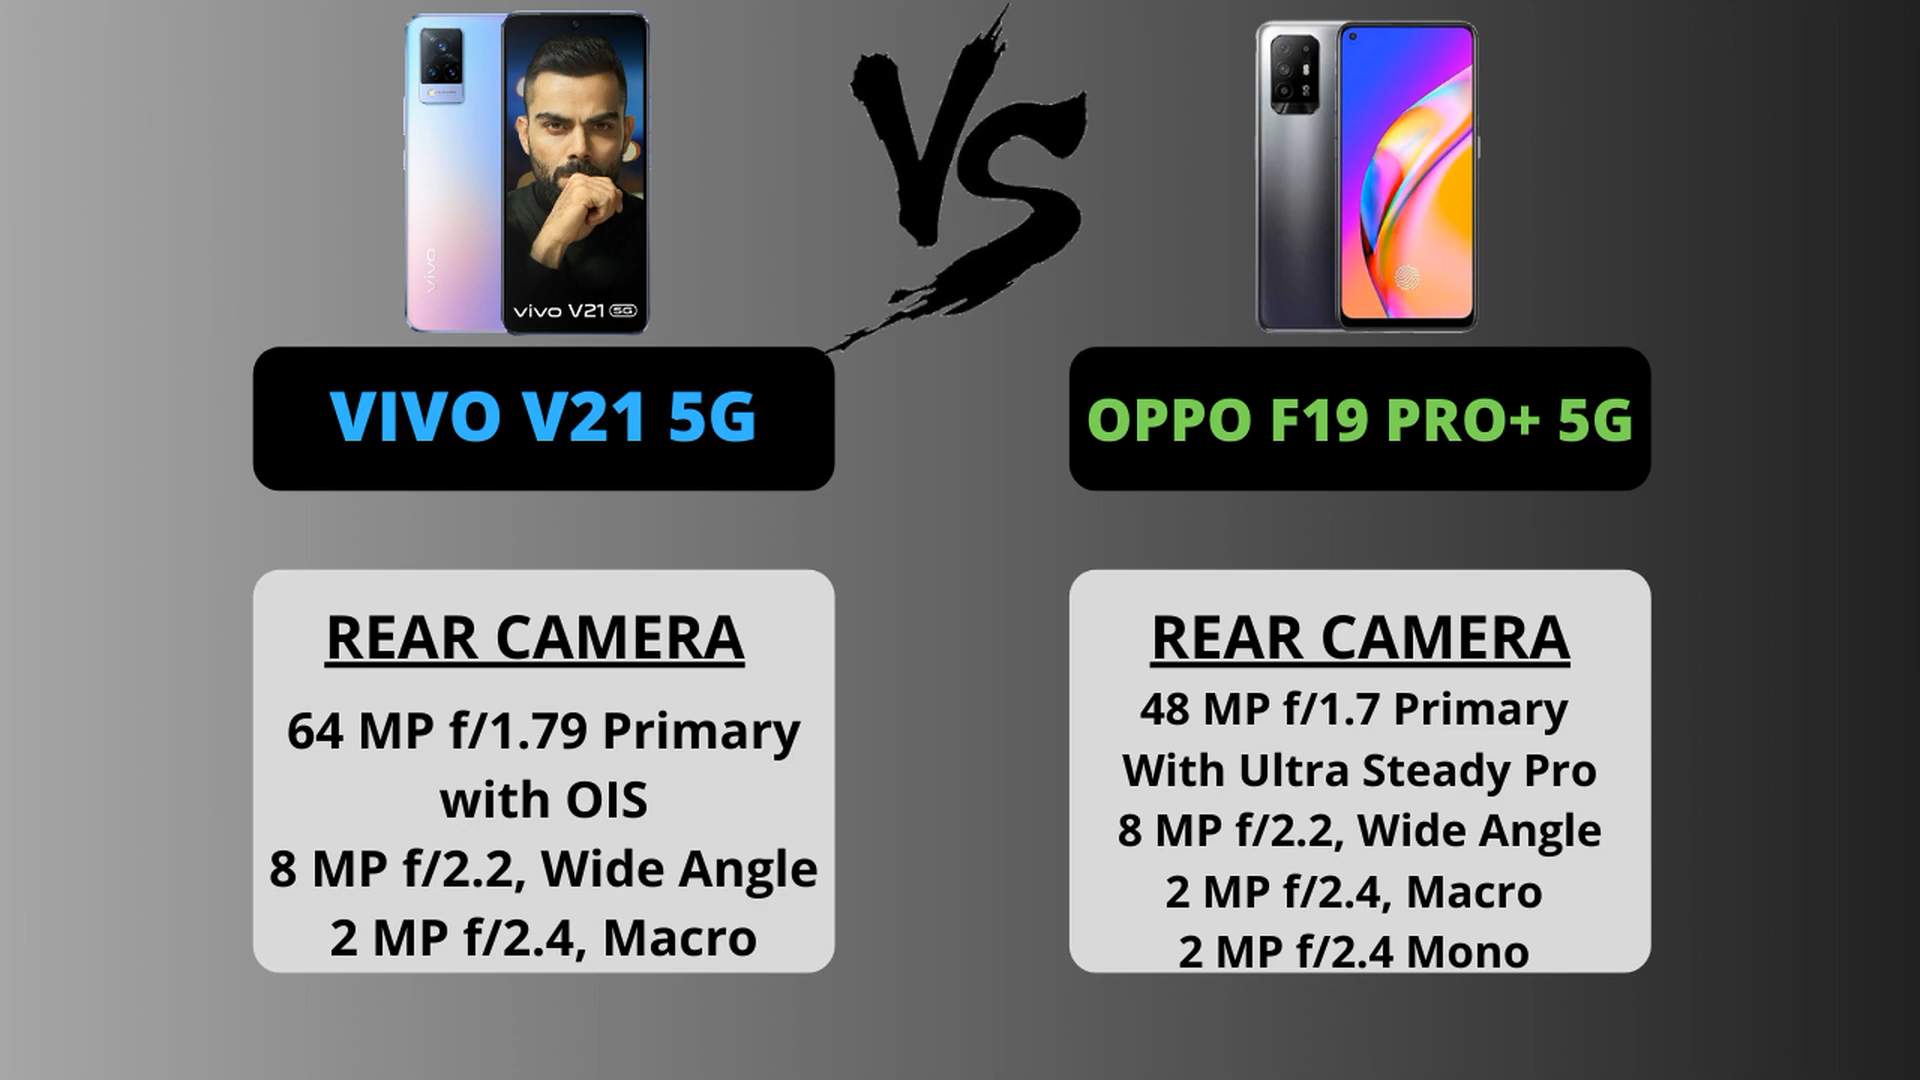 vivo
vivo V21 5G
VS
VIVO V21 5G
OPPO F19 PRO+ 5G
REAR CAMERA
64 MP f/1.79 Primary
with OIS
8 MP f/2.2, Wide Angle
2 MP f/2.4, Macro
REAR CAMERA
48 MP f/1.7 Primary
With Ultra Steady Pro
8 MP f/2.2, Wide Angle
2 MP f/2.4, Macro
2 MP f/2.4 Mono